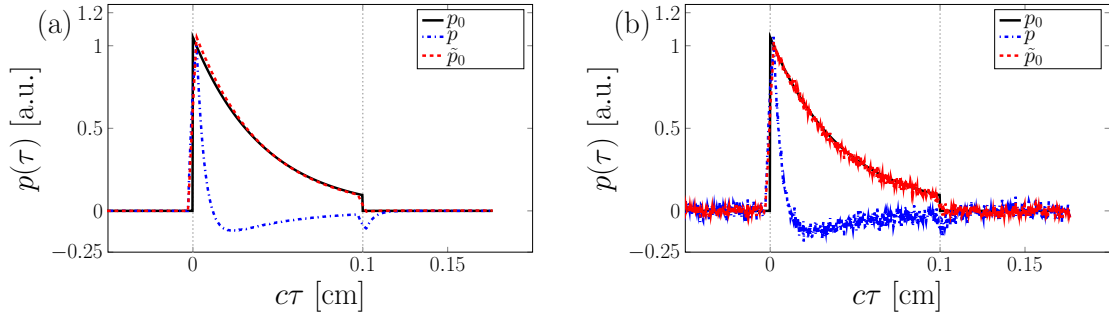 (a)
1.2
1
0.5
0
−0.25
p(τ) [a.u.]
0
0.1
0.15
cτ [cm]
p₀
p
p̃₀
(b)
1.2
1
0.5
0
−0.25
p(τ) [a.u.]
0
0.1
0.15
cτ [cm]
p₀
p
p̃₀